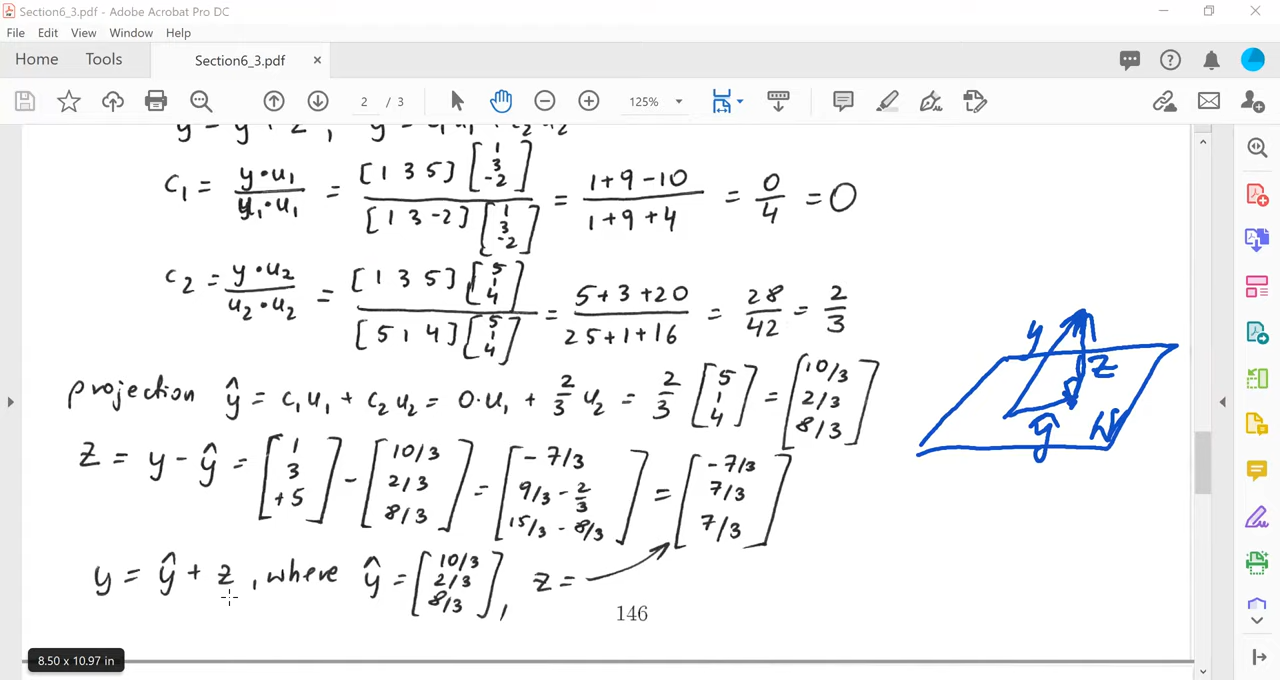 Section6_3.pdf - Adobe Acrobat Pro DC
File Edit View Window Help
Home Tools Section6_3.pdf ×
2 / 3 125%
y = ŷ + z , ŷ = c₁u₁ + c₂u₂
c₁ = y•u₁ / u₁•u₁ = [1 3 5] [1 3 -2] / [1 3 -2] [1 3 -2] = 1+9-10 / 1+9+4 = 0/4 = 0
c₂ = y•u₂ / u₂•u₂ = [1 3 5] [5 1 4] / [5 1 4] [5 1 4] = 5+3+20 / 25+1+16 = 28/42 = 2/3
projection ŷ = c₁u₁ + c₂u₂ = 0·u₁ + 2/3 u₂ = 2/3 [5 1 4] = [10/3 2/3 8/3]
y z ŷ W
z = y - ŷ = [1 3 +5] - [10/3 2/3 8/3] = [-7/3 9/3-2/3 15/3-8/3] = [-7/3 7/3 7/3]
y = ŷ + z , where ŷ = [10/3 2/3 8/3] , z =
146
8.50 x 10.97 in